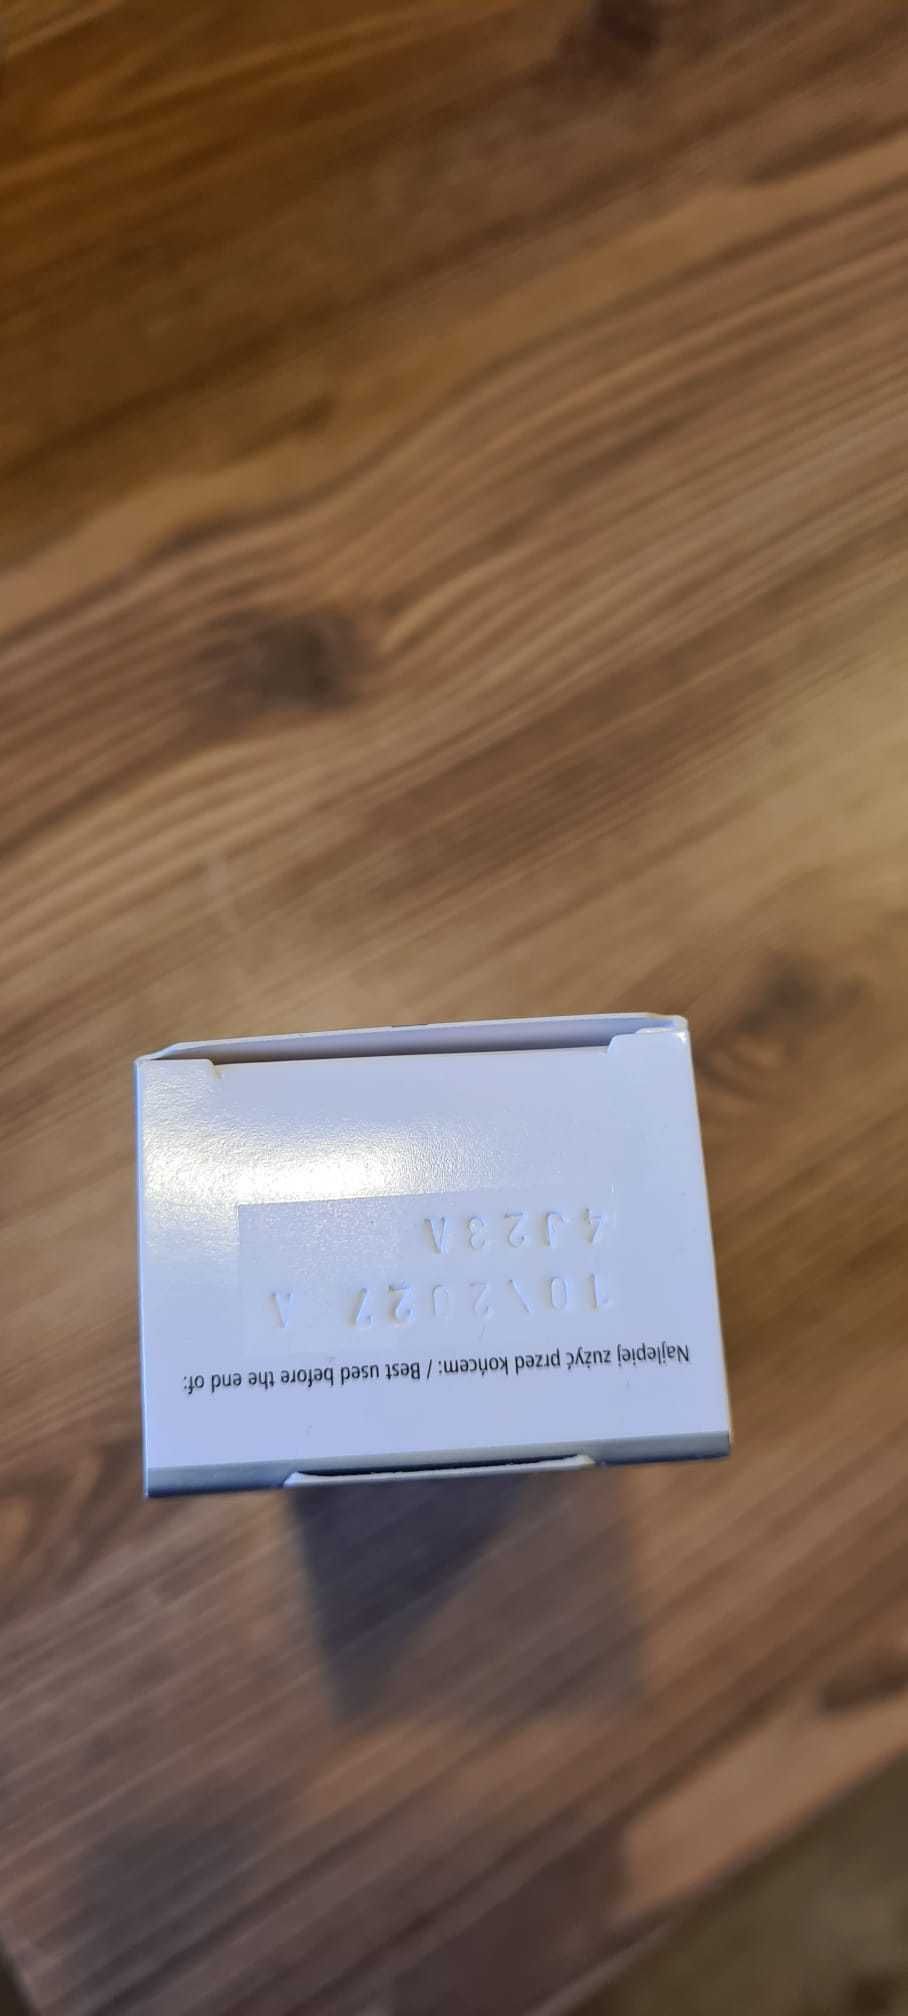 Najlepiej zużyć przed końcem: / Best used before the end of:
10/2027 A
4J23A